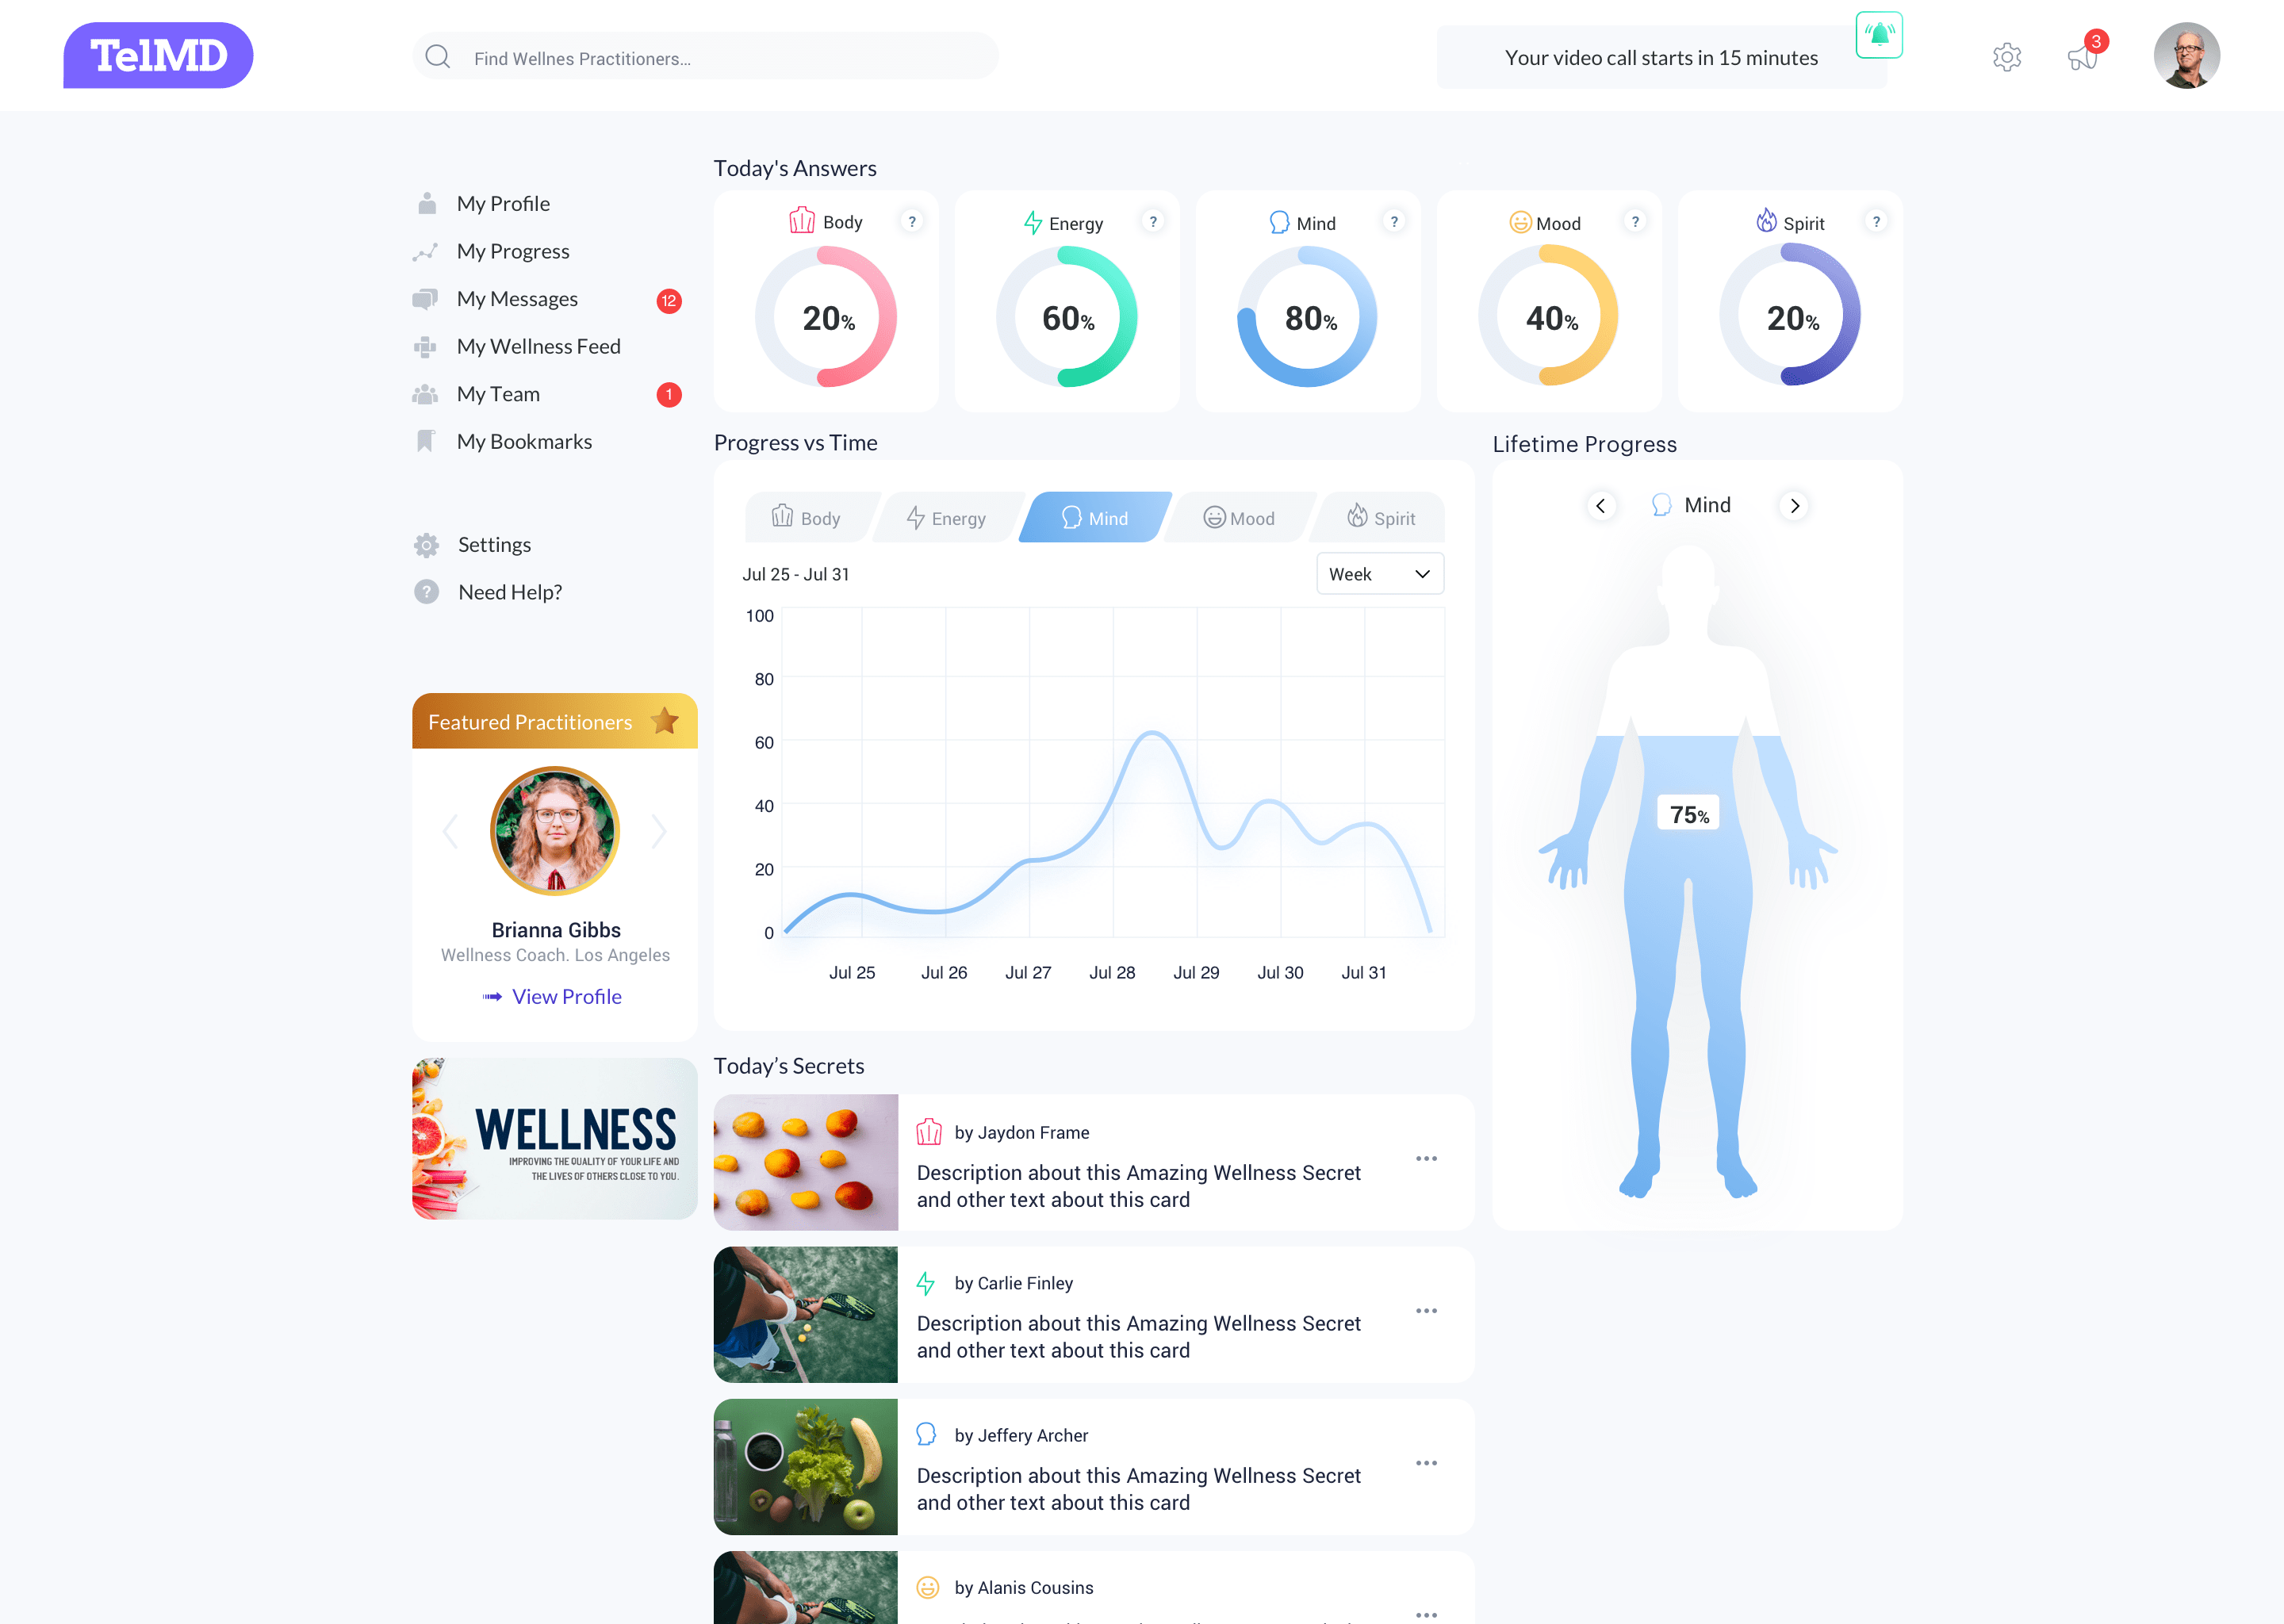 TelMD
Find Wellnes Practitioners...
Your video call starts in 15 minutes
3
My Profile
My Progress
My Messages
12
My Wellness Feed
My Team
1
My Bookmarks
Settings
? Need Help?
Featured Practitioners
Brianna Gibbs
Wellness Coach. Los Angeles
View Profile
WELLNESS
IMPROVING THE QUALITY OF YOUR LIFE AND
THE LIVES OF OTHERS CLOSE TO YOU.
Today's Answers
Body ?
20%
Energy ?
60%
Mind ?
80%
Mood ?
40%
Spirit ?
20%
Progress vs Time
Body Energy Mind Mood Spirit
Jul 25 - Jul 31
Week
100
80
60
40
20
0
Jul 25 Jul 26 Jul 27 Jul 28 Jul 29 Jul 30 Jul 31
Lifetime Progress
Mind
75%
Today’s Secrets
by Jaydon Frame
Description about this Amazing Wellness Secret
and other text about this card
by Carlie Finley
Description about this Amazing Wellness Secret
and other text about this card
by Jeffery Archer
Description about this Amazing Wellness Secret
and other text about this card
by Alanis Cousins